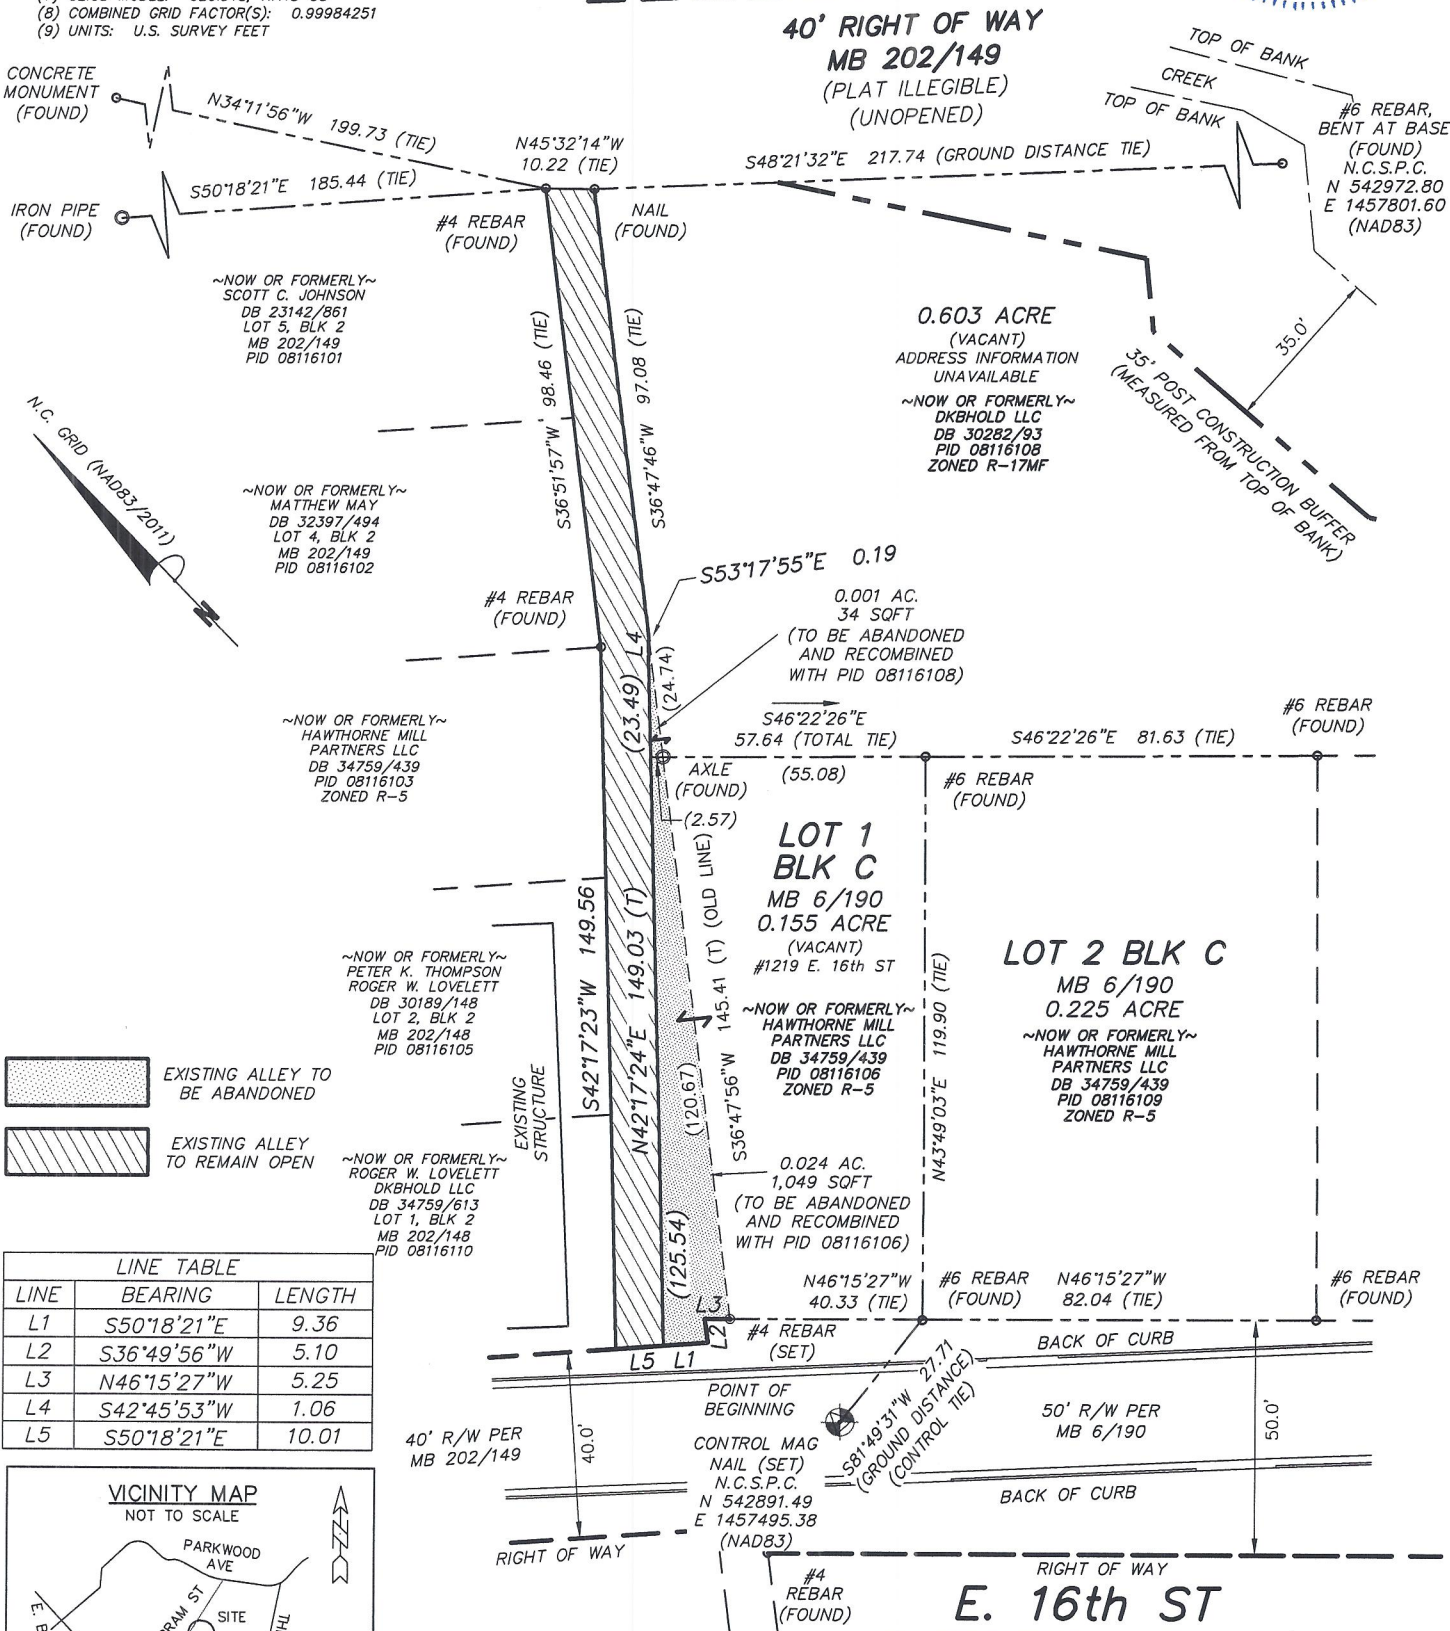 (8) COMBINED GRID FACTOR(S): 0.99984251
(9) UNITS: U.S. SURVEY FEET
40' RIGHT OF WAY
MB 202/149
(PLAT ILLEGIBLE)
(UNOPENED)
TOP OF BANK
CREEK
TOP OF BANK
#6 REBAR,
BENT AT BASE
(FOUND)
N.C.S.P.C.
N 542972.80
E 1457801.60
(NAD83)
CONCRETE
MONUMENT
(FOUND)
N34°11'56"W 199.73 (TIE)
N45°32'14"W
10.22 (TIE)
S48°21'32"E 217.74 (GROUND DISTANCE TIE)
S50°18'21"E 185.44 (TIE)
IRON PIPE
(FOUND)
#4 REBAR
(FOUND)
NAIL
(FOUND)
~NOW OR FORMERLY~
SCOTT C. JOHNSON
DB 23142/861
LOT 5, BLK 2
MB 202/149
PID 08116101
S36°51'57"W 98.46 (TIE)
S36°47'46"W 97.08 (TIE)
0.603 ACRE
(VACANT)
ADDRESS INFORMATION
UNAVAILABLE
~NOW OR FORMERLY~
DKBHOLD LLC
DB 30282/93
PID 08116108
ZONED R-17MF
35.0'
35' POST CONSTRUCTION BUFFER
(MEASURED FROM TOP OF BANK)
N.C. GRID (NAD83/2011)
N
~NOW OR FORMERLY~
MATTHEW MAY
DB 32397/494
LOT 4, BLK 2
MB 202/149
PID 08116102
#4 REBAR
(FOUND)
S53°17'55"E 0.19
0.001 AC.
34 SQFT
(TO BE ABANDONED
AND RECOMBINED
WITH PID 08116108)
L4
(23.49)
(24.74)
~NOW OR FORMERLY~
HAWTHORNE MILL
PARTNERS LLC
DB 34759/439
PID 08116103
ZONED R-5
S46°22'26"E
57.64 (TOTAL TIE)
S46°22'26"E 81.63 (TIE)
#6 REBAR
(FOUND)
AXLE
(FOUND)
(55.08)
#6 REBAR
(FOUND)
(2.57)
LOT 1
BLK C
MB 6/190
0.155 ACRE
(VACANT)
#1219 E. 16th ST
~NOW OR FORMERLY~
HAWTHORNE MILL
PARTNERS LLC
DB 34759/439
PID 08116106
ZONED R-5
S42°17'23"W 149.56
N42°17'24"E 149.03 (T)
S36°47'56"W 145.41 (T) (OLD LINE)
(120.67)
(125.54)
N43°49'03"E 119.90 (TIE)
LOT 2 BLK C
MB 6/190
0.225 ACRE
~NOW OR FORMERLY~
HAWTHORNE MILL
PARTNERS LLC
DB 34759/439
PID 08116109
ZONED R-5
~NOW OR FORMERLY~
PETER K. THOMPSON
ROGER W. LOVELETT
DB 30189/148
LOT 2, BLK 2
MB 202/148
PID 08116105
EXISTING
STRUCTURE
EXISTING ALLEY TO
BE ABANDONED
EXISTING ALLEY
TO REMAIN OPEN
~NOW OR FORMERLY~
ROGER W. LOVELETT
DKBHOLD LLC
DB 34759/613
LOT 1, BLK 2
MB 202/148
PID 08116110
0.024 AC.
1,049 SQFT
(TO BE ABANDONED
AND RECOMBINED
WITH PID 08116106)
LINE TABLE
LINE BEARING LENGTH
L1 S50°18'21"E 9.36
L2 S36°49'56"W 5.10
L3 N46°15'27"W 5.25
L4 S42°45'53"W 1.06
L5 S50°18'21"E 10.01
N46°15'27"W
40.33 (TIE)
#6 REBAR
(FOUND)
N46°15'27"W
82.04 (TIE)
#6 REBAR
(FOUND)
L3
L2
L5 L1
#4 REBAR
(SET)
BACK OF CURB
POINT OF
BEGINNING
S81°49'31"W 27.71
(GROUND DISTANCE)
(CONTROL TIE)
CONTROL MAG
NAIL (SET)
N.C.S.P.C.
N 542891.49
E 1457495.38
(NAD83)
40' R/W PER
MB 202/149
40.0'
50' R/W PER
MB 6/190
50.0'
BACK OF CURB
RIGHT OF WAY
RIGHT OF WAY
#4
REBAR
(FOUND)
E. 16th ST
VICINITY MAP
NOT TO SCALE
N
PARKWOOD
AVE
SITE